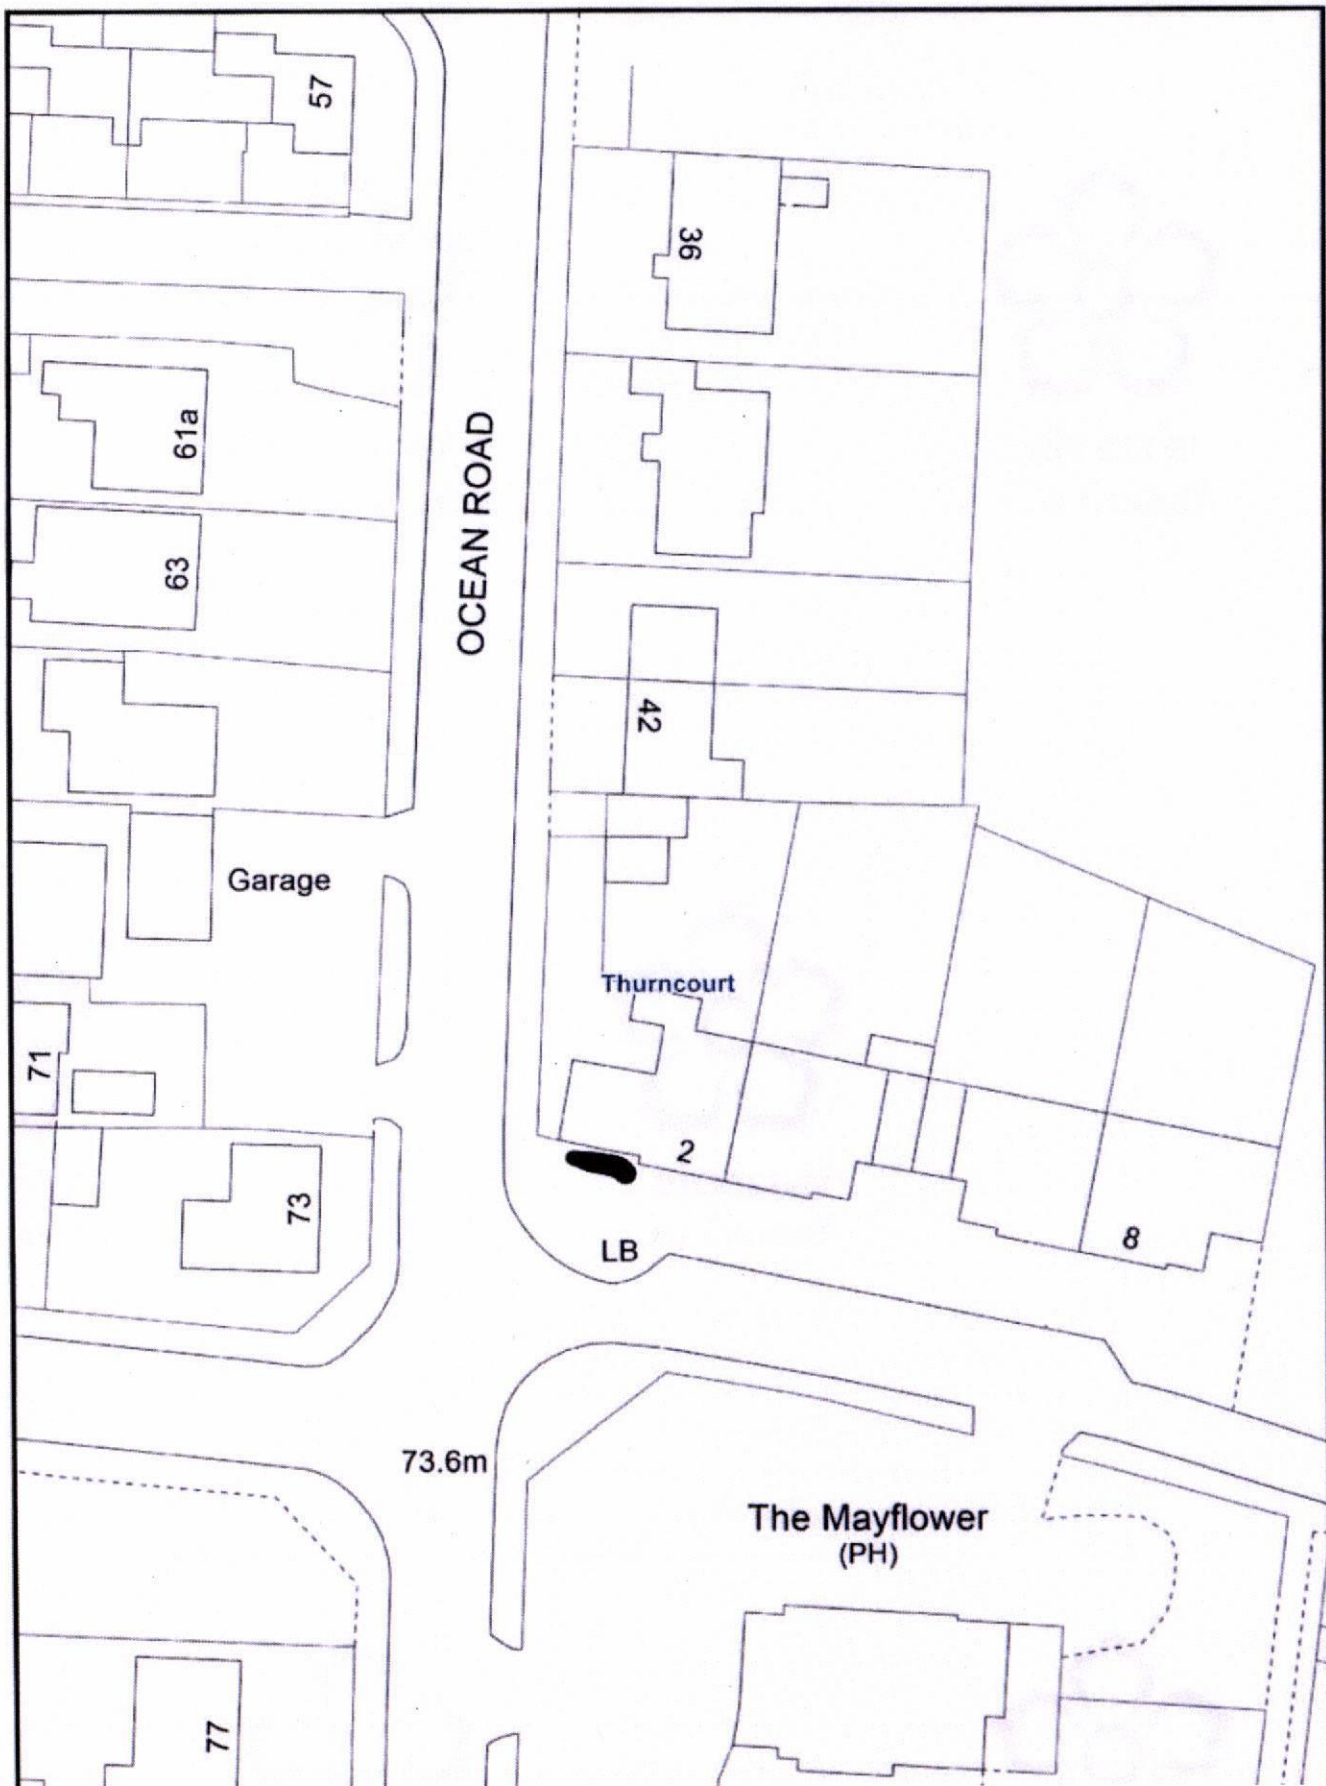 57
36
61a
OCEAN ROAD
63
42
Garage
Thurncourt
71
2
73
8
LB
73.6m
The Mayflower
(PH)
77